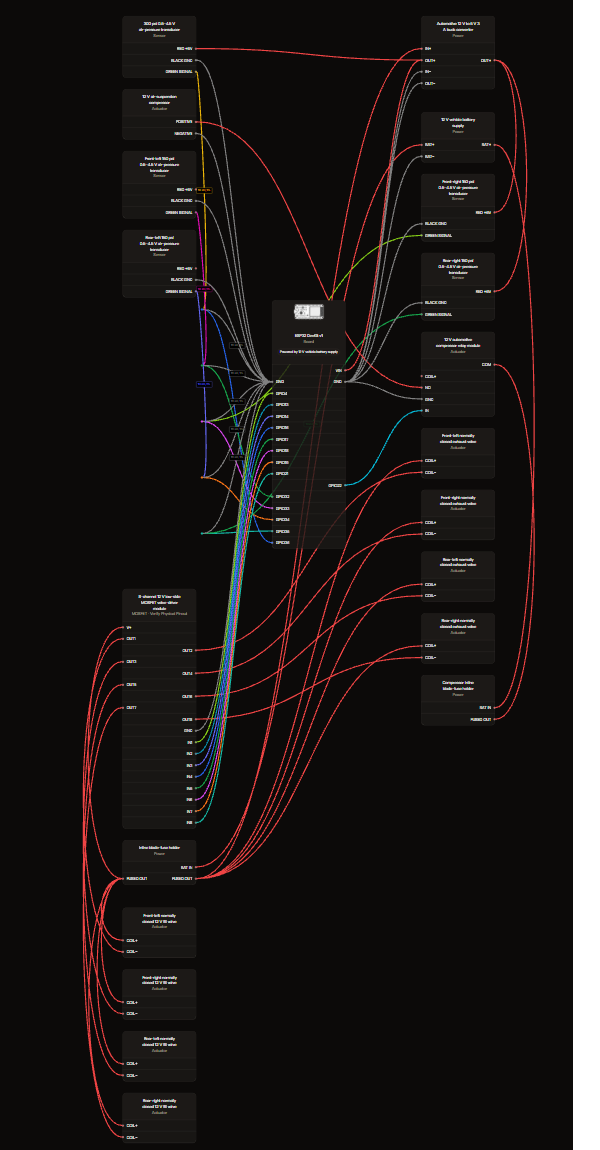 300 psi 0.5-4.5 V
air-pressure transducer
Sensor
RED +5V
BLACK GND
GREEN SIGNAL
12 V air-suspension
compressor
Actuator
POSITIVE
NEGATIVE
Front-left 150 psi
0.5-4.5 V air-pressure
transducer
Sensor
RED +5V
BLACK GND
GREEN SIGNAL
Rear-left 150 psi
0.5-4.5 V air-pressure
transducer
Sensor
RED +5V
BLACK GND
GREEN SIGNAL
ESP32 DevKit v1
Board
Powered by 12 V vehicle battery supply
VIN
GND
GND
GPIO23
Automotive 12 V to 5 V 3
A buck converter
Power
IN+
OUT+
OUT+
IN-
OUT-
12 V vehicle battery
supply
Power
BAT+
BAT+
BAT-
Front-right 150 psi
0.5-4.5 V air-pressure
transducer
Sensor
RED +5V
BLACK GND
GREEN SIGNAL
Rear-right 150 psi
0.5-4.5 V air-pressure
transducer
Sensor
RED +5V
BLACK GND
GREEN SIGNAL
12 V automotive
compressor relay module
Actuator
COM
NO
GND
IN
Front-left normally
closed exhaust valve
Actuator
COIL+
COIL-
Front-right normally
closed exhaust valve
Actuator
COIL+
COIL-
Rear-left normally
closed exhaust valve
Actuator
COIL+
COIL-
Rear-right normally
closed exhaust valve
Actuator
COIL+
COIL-
Compressor inline
blade-fuse holder
Power
BAT IN
FUSED OUT
8-channel 12 V low-side
MOSFET valve-driver
module
MOSFET · Verify Physical Pinout
V+
OUT1
OUT2
OUT3
OUT4
OUT5
OUT6
OUT7
OUT8
GND
IN1
IN2
IN3
IN4
IN5
IN6
IN7
IN8
Inline blade-fuse holder
Power
BAT IN
FUSED OUT
FUSED OUT
Front-left normally
closed 12 V fill valve
Actuator
COIL+
COIL-
Front-right normally
closed 12 V fill valve
Actuator
COIL+
COIL-
Rear-left normally
closed 12 V fill valve
Actuator
COIL+
COIL-
Rear-right normally
closed 12 V fill valve
Actuator
COIL+
COIL-